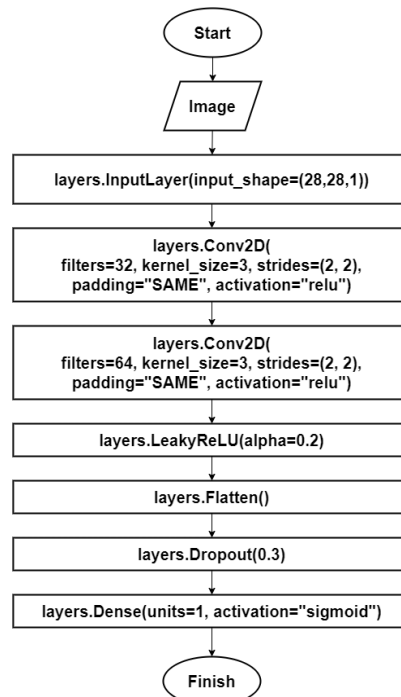 Start
Image
layers.InputLayer(input_shape=(28,28,1))
layers.Conv2D(
filters=32, kernel_size=3, strides=(2, 2),
padding="SAME", activation="relu")
layers.Conv2D(
filters=64, kernel_size=3, strides=(2, 2),
padding="SAME", activation="relu")
layers.LeakyReLU(alpha=0.2)
layers.Flatten()
layers.Dropout(0.3)
layers.Dense(units=1, activation="sigmoid")
Finish